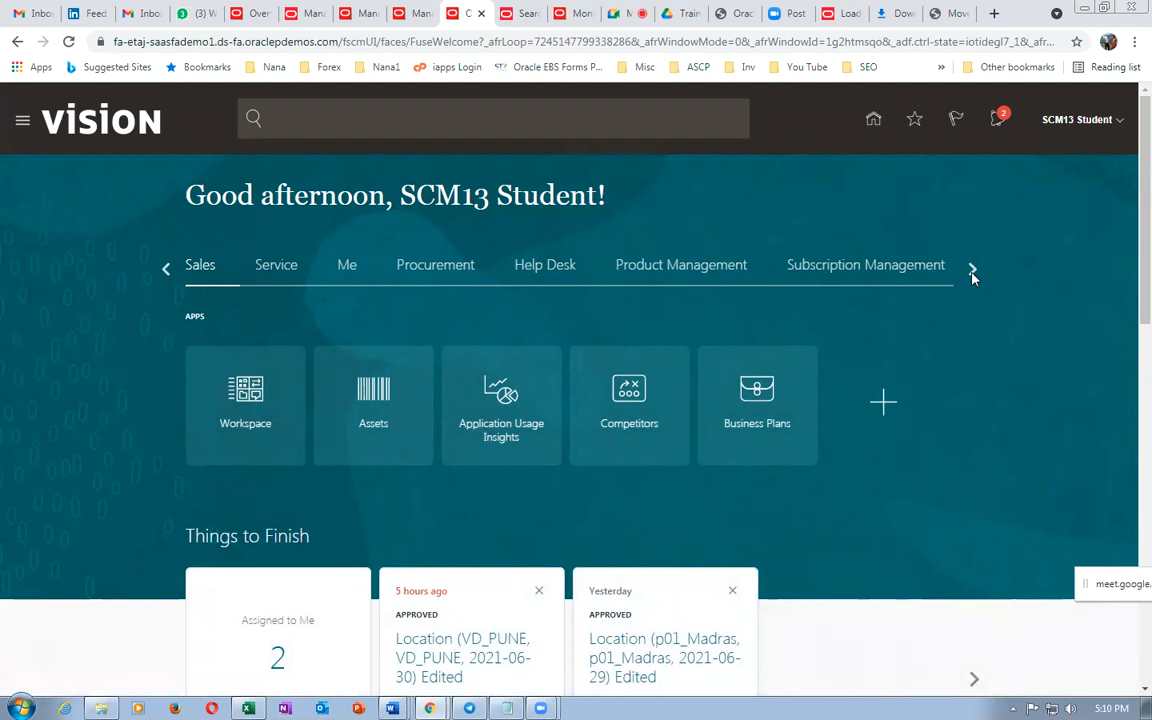 Inbo
Feed
Inbo
(3) W
Over
Mana
Mana
Man
C
Sear
Mon
M
Train
Orac
Post
Load
Dow
Mov
fa-etaj-saasfademo1.ds-fa.oraclepdemos.com/fscmUI/faces/FuseWelcome?_afrLoop=7245147799338286&_afrWindowMode=0&_afrWindowId=1g2htmsqo&_adf.ctrl-state=iotidegl7_1&_afr...
Apps
Suggested Sites
Bookmarks
Nana
Forex
Nana1
iapps Login
Oracle EBS Forms P...
Misc
ASCP
Inv
You Tube
SEO
»
Other bookmarks
Reading list
VISION
2
SCM13 Student
Good afternoon, SCM13 Student!
Sales
Service
Me
Procurement
Help Desk
Product Management
Subscription Management
APPS
Workspace
Assets
Application Usage
Insights
Competitors
Business Plans
Things to Finish
Assigned to Me
2
5 hours ago
APPROVED
Location (VD_PUNE,
VD_PUNE, 2021-06-
30) Edited
Yesterday
APPROVED
Location (p01_Madras,
p01_Madras, 2021-06-
29) Edited
meet.google.
5:10 PM